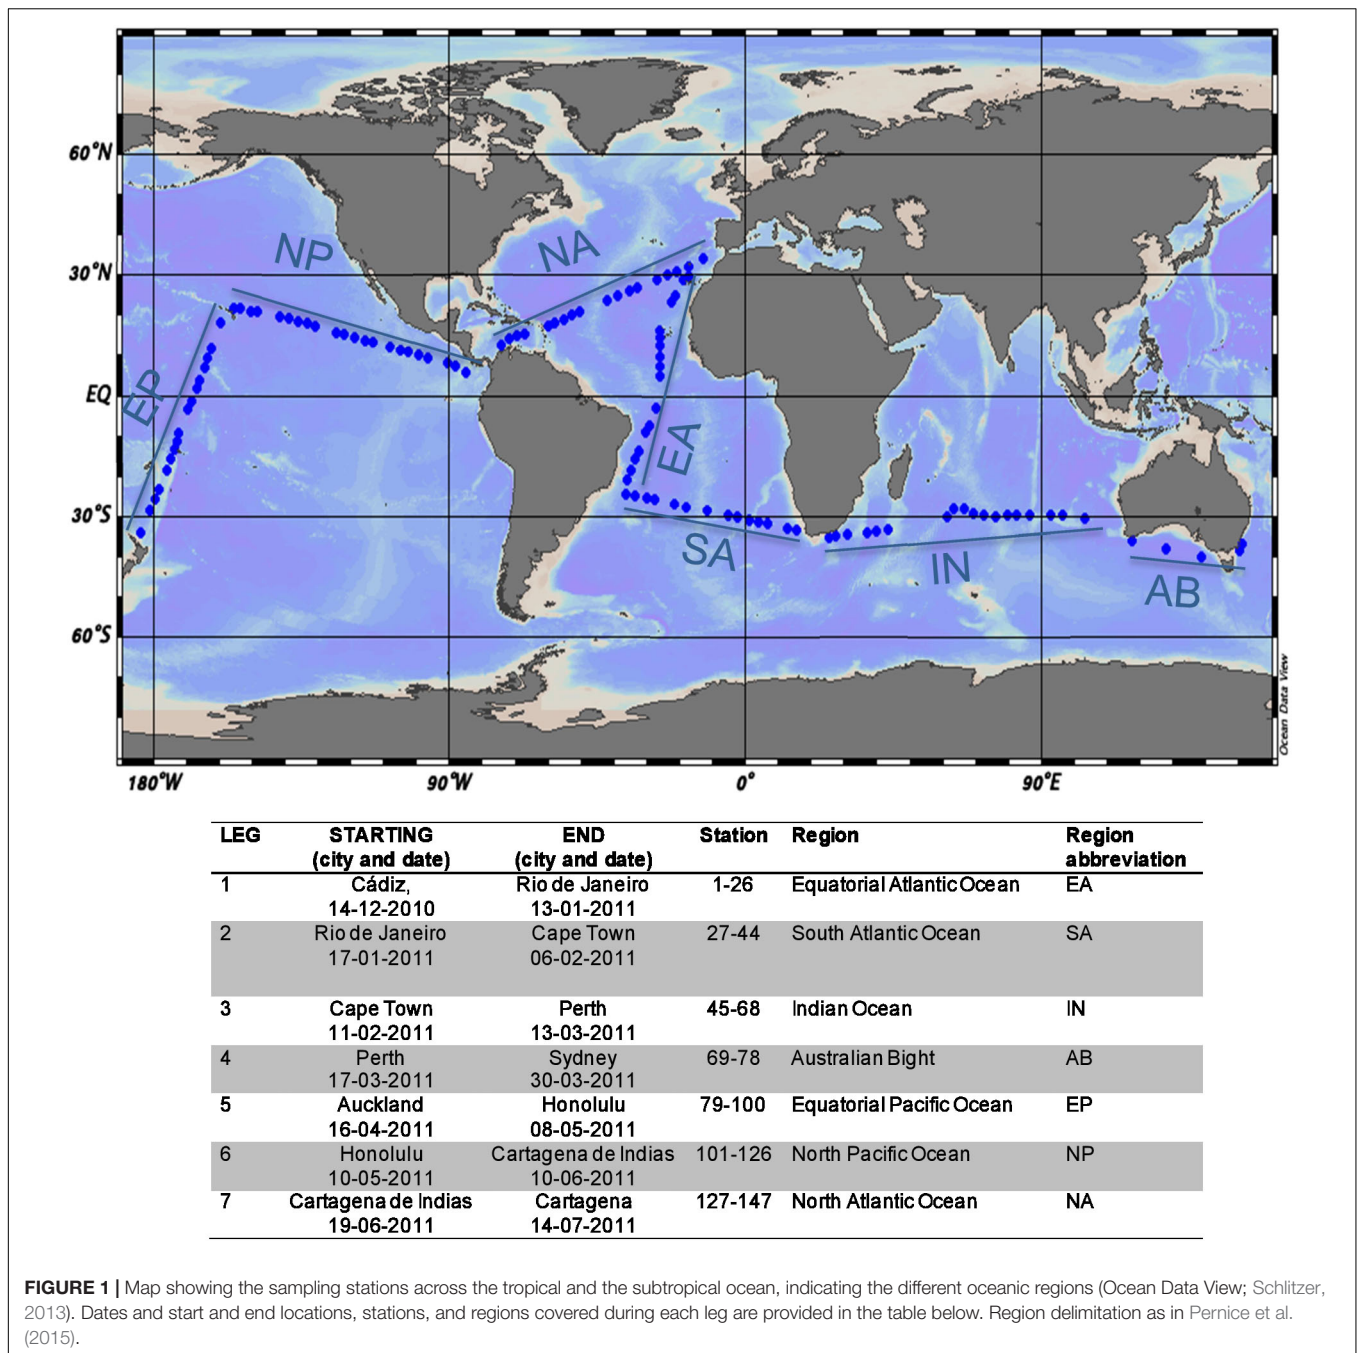 NP
NA
EP
EA
SA
IN
AB
60°N
30°N
EQ
30°S
60°S
180°W
90°W
0°
90°E
Ocean Data View
LEG STARTING END Station Region Region
(city and date) (city and date) abbreviation
1 Cádiz, Rio de Janeiro 1-26 Equatorial Atlantic Ocean EA
14-12-2010 13-01-2011
2 Rio de Janeiro Cape Town 27-44 South Atlantic Ocean SA
17-01-2011 06-02-2011
3 Cape Town Perth 45-68 Indian Ocean IN
11-02-2011 13-03-2011
4 Perth Sydney 69-78 Australian Bight AB
17-03-2011 30-03-2011
5 Auckland Honolulu 79-100 Equatorial Pacific Ocean EP
16-04-2011 08-05-2011
6 Honolulu Cartagena de Indias 101-126 North Pacific Ocean NP
10-05-2011 10-06-2011
7 Cartagena de Indias Cartagena 127-147 North Atlantic Ocean NA
19-06-2011 14-07-2011
FIGURE 1 | Map showing the sampling stations across the tropical and the subtropical ocean, indicating the different oceanic regions (Ocean Data View; Schlitzer,
2013). Dates and start and end locations, stations, and regions covered during each leg are provided in the table below. Region delimitation as in Pernice et al.
(2015).